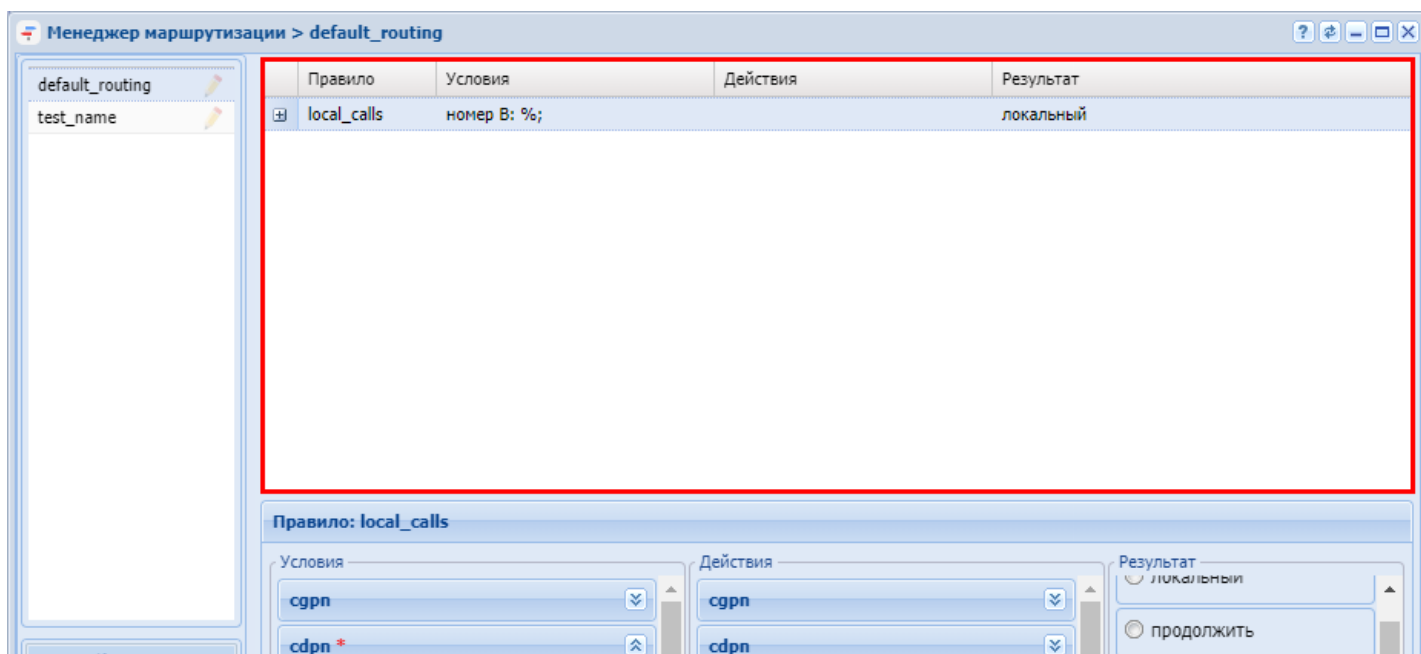 Менеджер маршрутизации > default_routing
default_routing
test_name
Правило Условия Действия Результат
local_calls номер B: %; локальный
Правило: local_calls
Условия Действия Результат
cgpn cgpn локальный
cdpn * cdpn продолжить